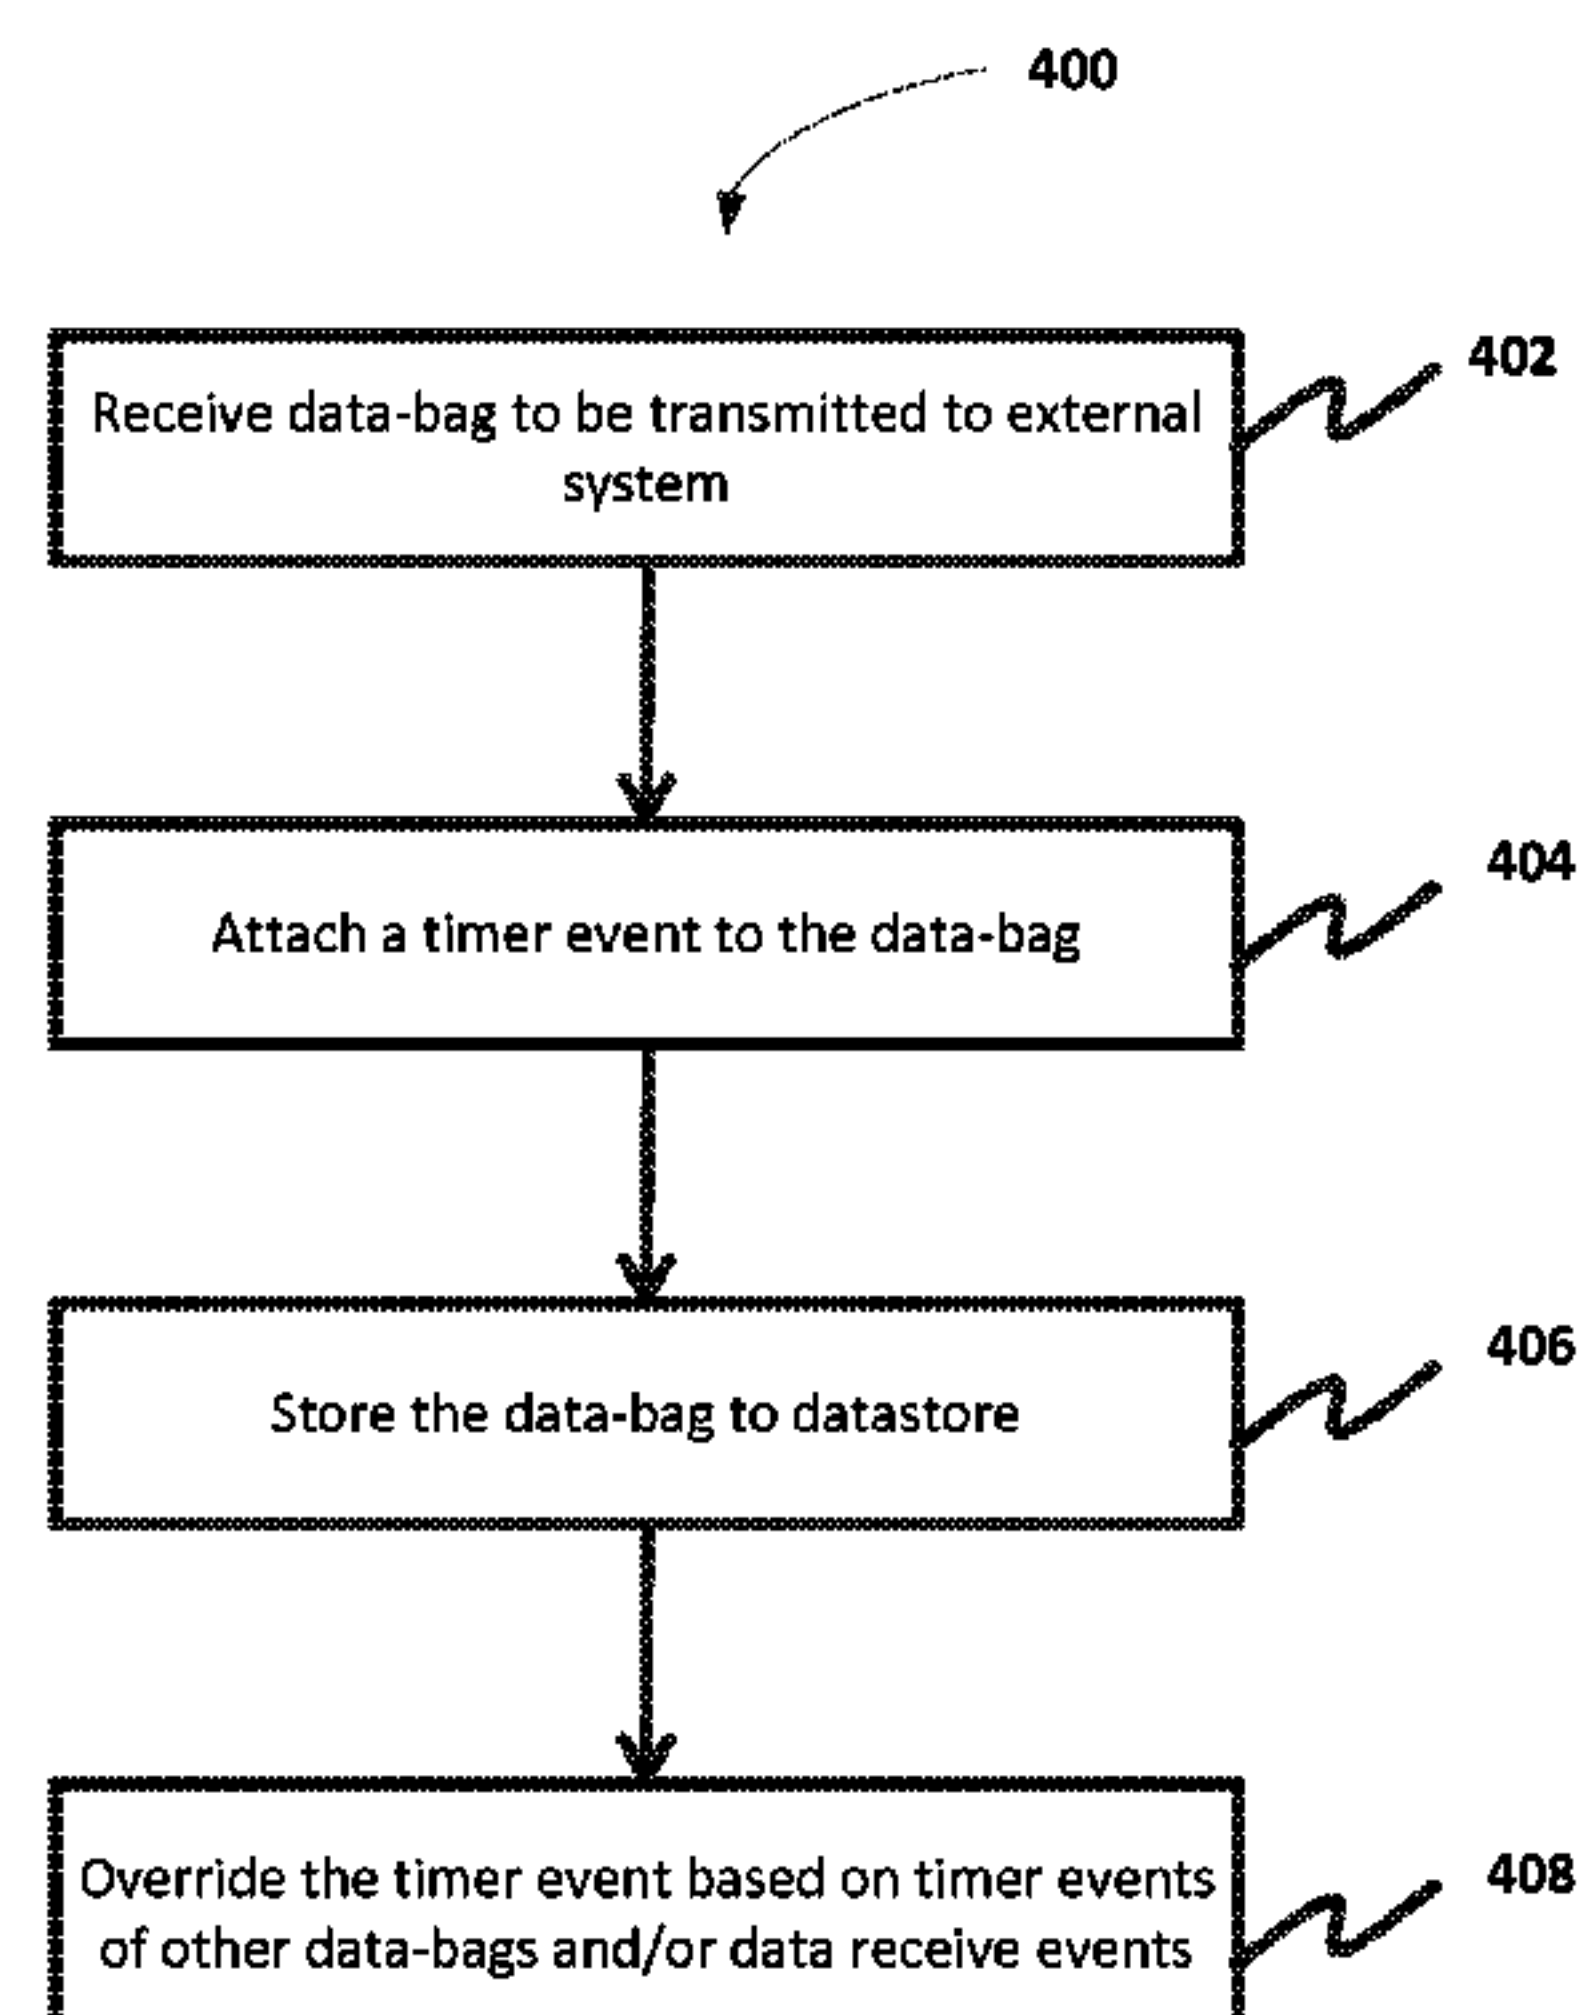 400
402
Receive data-bag to be transmitted to external
system
404
Attach a timer event to the data-bag
406
Store the data-bag to datastore
408
Override the timer event based on timer events
of other data-bags and/or data receive events